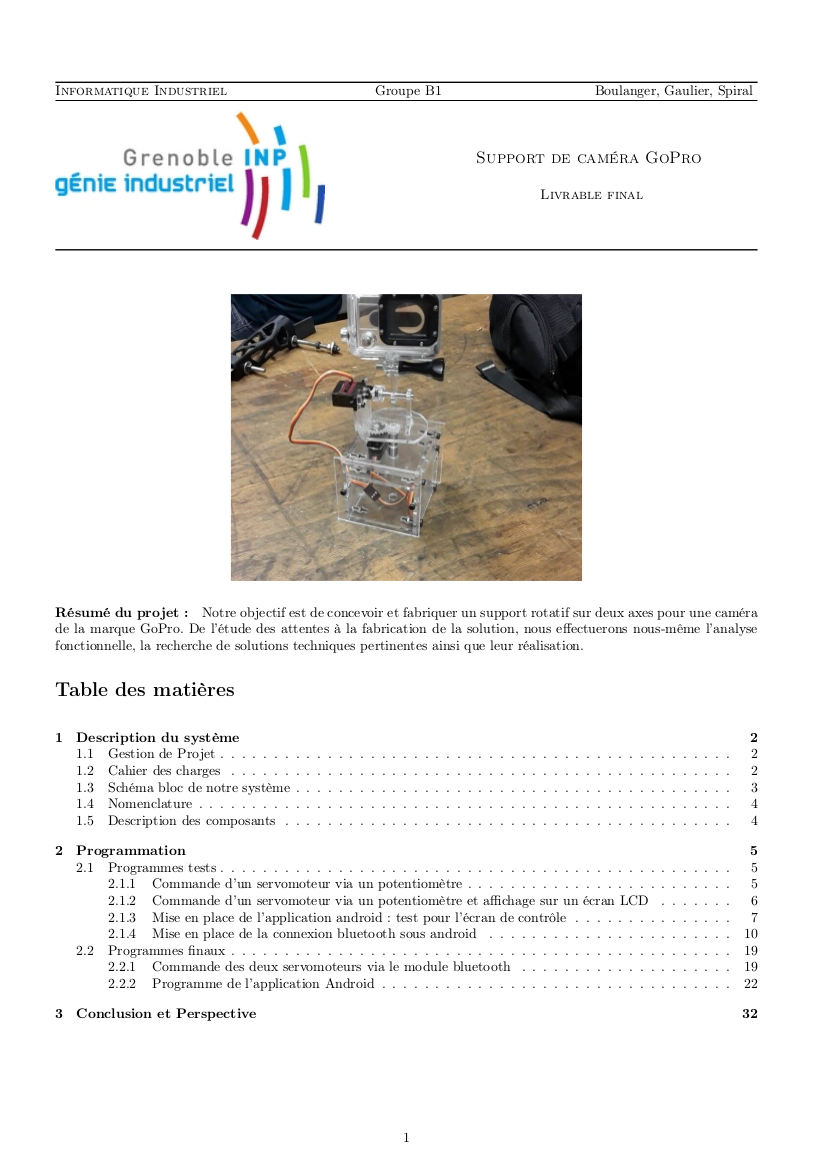 Informatique Industriel Groupe B1 Boulanger, Gaulier, Spiral
Grenoble INP
génie industriel
Support de caméra GoPro
Livrable final
Résumé du projet : Notre objectif est de concevoir et fabriquer un support rotatif sur deux axes pour une caméra
de la marque GoPro. De l'étude des attentes à la fabrication de la solution, nous effectuerons nous-même l'analyse
fonctionnelle, la recherche de solutions techniques pertinentes ainsi que leur réalisation.
Table des matières
1 Description du système 2
1.1 Gestion de Projet . . . . . . . . . . . . . . . . . . . . 2
1.2 Cahier des charges . . . . . . . . . . . . . . . . . . . . 2
1.3 Schéma bloc de notre système . . . . . . . . . . . . . . . . . . . . 3
1.4 Nomenclature . . . . . . . . . . . . . . . . . . . . 4
1.5 Description des composants . . . . . . . . . . . . . . . . . . . . 4
2 Programmation 5
2.1 Programmes tests . . . . . . . . . . . . . . . . . . . . 5
2.1.1 Commande d'un servomoteur via un potentiomètre . . . . . . . . . . . . . . . . . . . . 5
2.1.2 Commande d'un servomoteur via un potentiomètre et affichage sur un écran LCD . . . . . . . 6
2.1.3 Mise en place de l'application android : test pour l'écran de contrôle . . . . . . . . . . . . . . . 7
2.1.4 Mise en place de la connexion bluetooth sous android . . . . . . . . . . . . . . . . . . . . 10
2.2 Programmes finaux . . . . . . . . . . . . . . . . . . . . 19
2.2.1 Commande des deux servomoteurs via le module bluetooth . . . . . . . . . . . . . . . . . . . . 19
2.2.2 Programme de l'application Android . . . . . . . . . . . . . . . . . . . . 22
3 Conclusion et Perspective 32
1